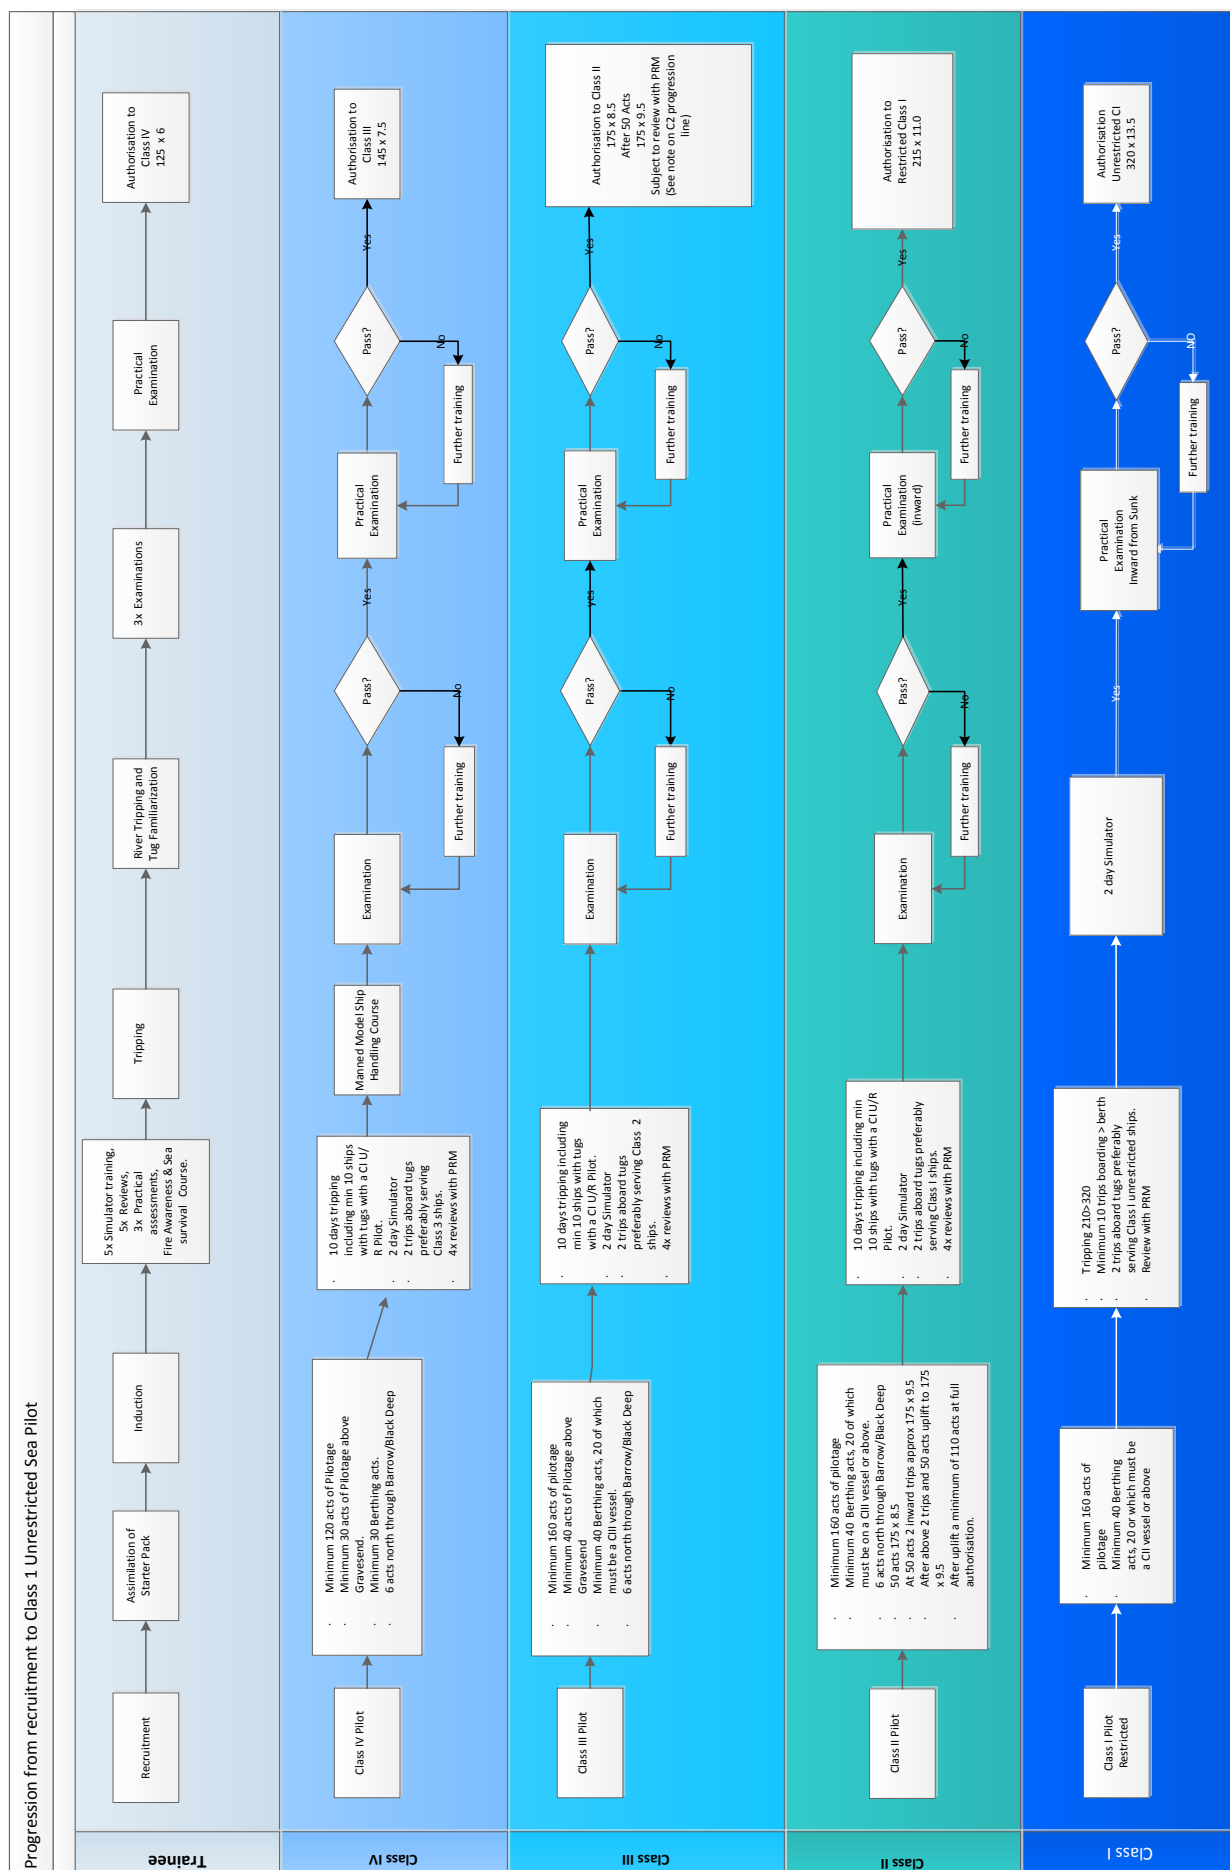 Progression from recruitment to Class 1 Unrestricted Sea Pilot
Trainee
Recruitment
Assimilation of
Starter Pack
Induction
5x Simulator training,
5x Reviews,
3x Practical
assessments,
Fire Awareness & Sea
survival Course.
Tripping
River Tripping and
Tug Familiarization
3x Examinations
Practical
Examination
Authorisation to
Class IV
125 x 6
Class IV
Class IV Pilot
· Minimum 120 acts of Pilotage
· Minimum 30 acts of Pilotage above
Gravesend.
· Minimum 30 Berthing acts.
· 6 acts north through Barrow/Black Deep
· 10 days tripping
including min 10 ships
with tugs with a CI U/
R Pilot.
· 2 day Simulator
· 2 trips aboard tugs
preferably serving
Class 3 ships.
· 4x reviews with PRM
Manned Model Ship
Handling Course
Examination
Pass?
No
Further training
Yes
Practical
Examination
Pass?
No
Further training
Yes
Authorisation to
Class III
145 x 7.5
Class III
Class III Pilot
· Minimum 160 acts of pilotage
· Minimum 40 acts of Pilotage above
Gravesend
· Minimum 40 Berthing acts, 20 of which
must be a CIII vessel.
· 6 acts north through Barrow/Black Deep
· 10 days tripping including
min 10 ships with tugs
with a CI U/R Pilot.
· 2 day Simulator
· 2 trips aboard tugs
preferably serving Class 2
ships.
· 4x reviews with PRM
Examination
Pass?
No
Further training
yes
Practical
Examination
Pass?
No
Further training
Yes
Authorisation to Class II
175 x 8.5
After 50 Acts
175 x 9.5
Subject to review with PRM
(See note on C2 progression
line)
Class II
Class II Pilot
· Minimum 160 acts of pilotage
· Minimum 40 Berthing acts, 20 of which
must be on a CIII vessel or above.
· 6 acts north through Barrow/Black Deep
· 50 acts 175 x 8.5
· At 50 acts 2 inward trips approx 175 x 9.5
· After above 2 trips and 50 acts uplift to 175
x 9.5
· After uplift a minimum of 110 acts at full
authorisation.
· 10 days tripping including min
10 ships with tugs with a CI U/R
Pilot.
· 2 day Simulator
· 2 trips aboard tugs preferably
serving Class I ships.
· 4x reviews with PRM
Examination
Pass?
No
Further training
Yes
Practical
Examination
(inward)
Pass?
No
Further training
Yes
Authorisation to
Restricted Class I
215 x 11.0
Class I
Class I Pilot
Restricted
· Minimum 160 acts of
pilotage
· Minimum 40 Berthing
acts, 20 or which must be
a CII vessel or above
· Tripping 210>320
· Minimum 10 trips boarding > berth
· 2 trips aboard tugs preferably
serving Class I unrestricted ships.
· Review with PRM
2 day Simulator
Yes
Practical
Examination
Inward from Sunk
Pass?
NO
Further training
Yes
Authorisation
Unrestricted CI
320 x 13.5